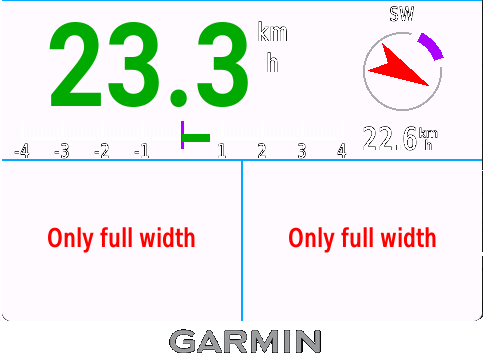 23.3 km h
SW
22.6 km h
-4 -3 -2 -1 1 2 3 4
Only full width Only full width
GARMIN